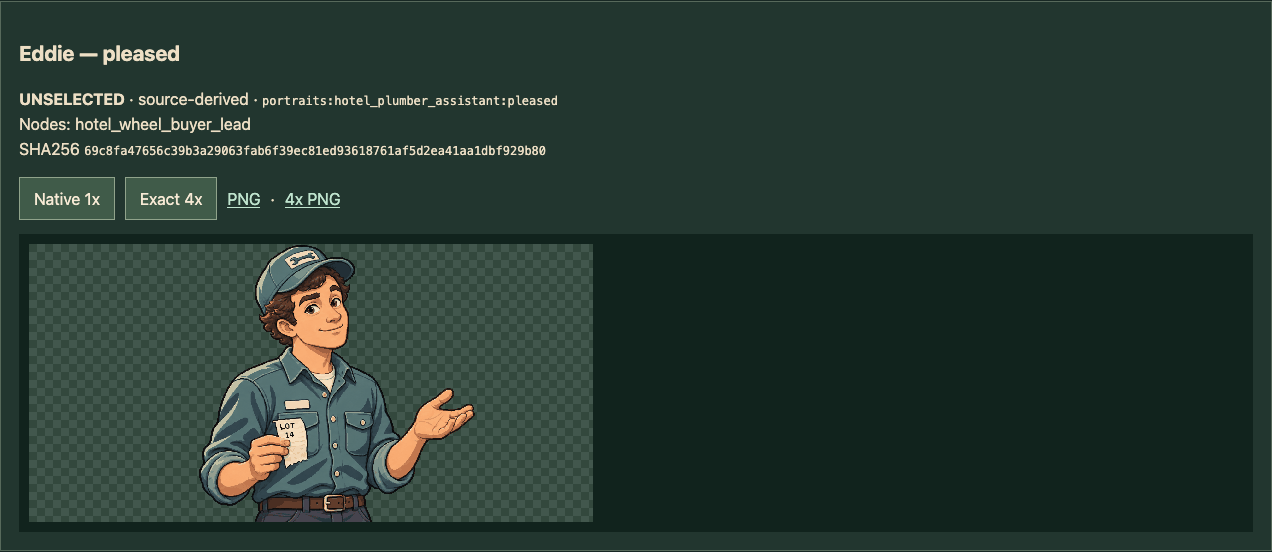 Eddie — pleased
UNSELECTED · source-derived · portraits:hotel_plumber_assistant:pleased
Nodes: hotel_wheel_buyer_lead
SHA256 69c8fa47656c39b3a29063fab6f39ec81ed93618761af5d2ea41aa1dbf929b80
Native 1x Exact 4x PNG · 4x PNG
LOT
14